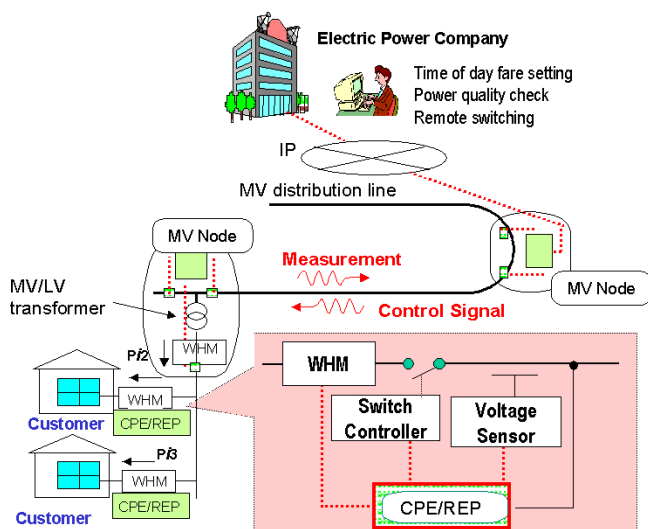 Electric Power Company
Time of day fare setting
Power quality check
Remote switching
IP
MV distribution line
MV Node
Measurement
MV Node
MV/LV
transformer
Control Signal
WHM
Pi2
WHM
Customer
CPE/REP
Pi3
WHM
Customer
CPE/REP
WHM
Switch
Controller
Voltage
Sensor
CPE/REP